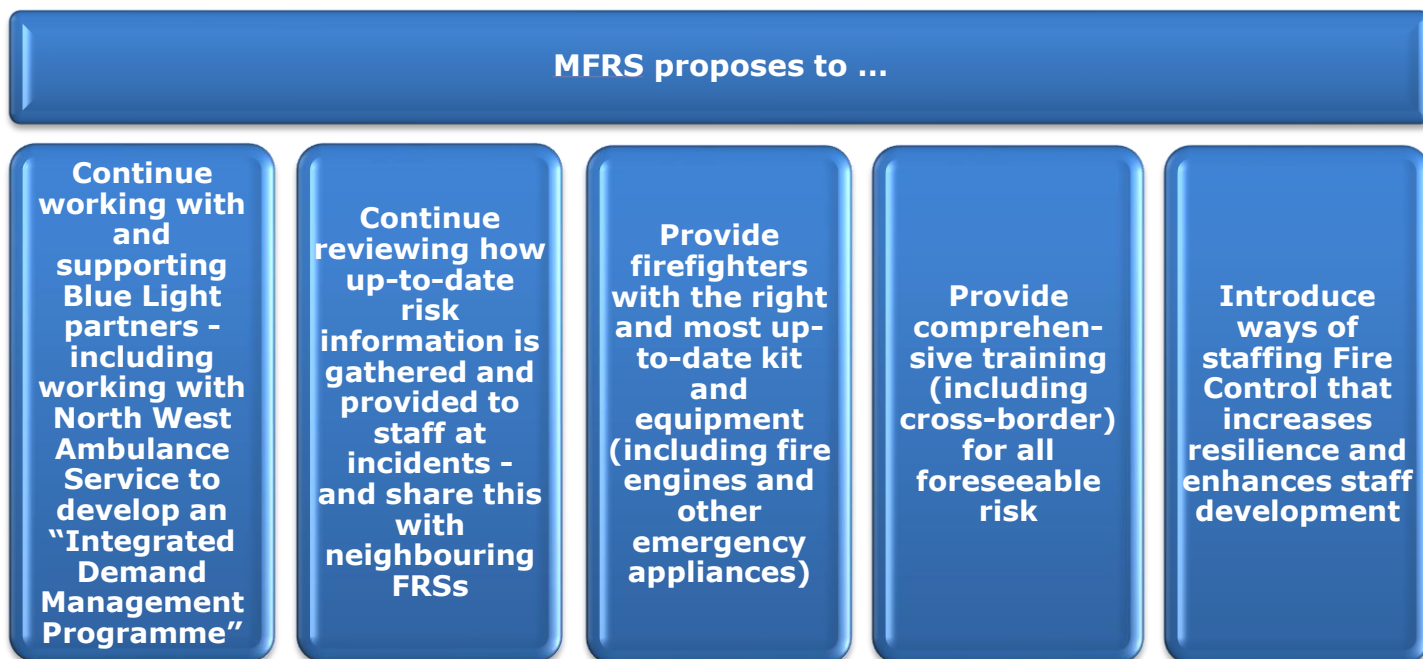 MFRS proposes to ...
Continue
working with
and
supporting
Blue Light
partners -
including
working with
North West
Ambulance
Service to
develop an
“Integrated
Demand
Management
Programme”
Continue
reviewing how
up-to-date
risk
information is
gathered and
provided to
staff at
incidents -
and share this
with
neighbouring
FRSs
Provide
firefighters
with the right
and most up-
to-date kit
and
equipment
(including fire
engines and
other
emergency
appliances)
Provide
comprehen-
sive training
(including
cross-border)
for all
foreseeable
risk
Introduce
ways of
staffing Fire
Control that
increases
resilience and
enhances staff
development